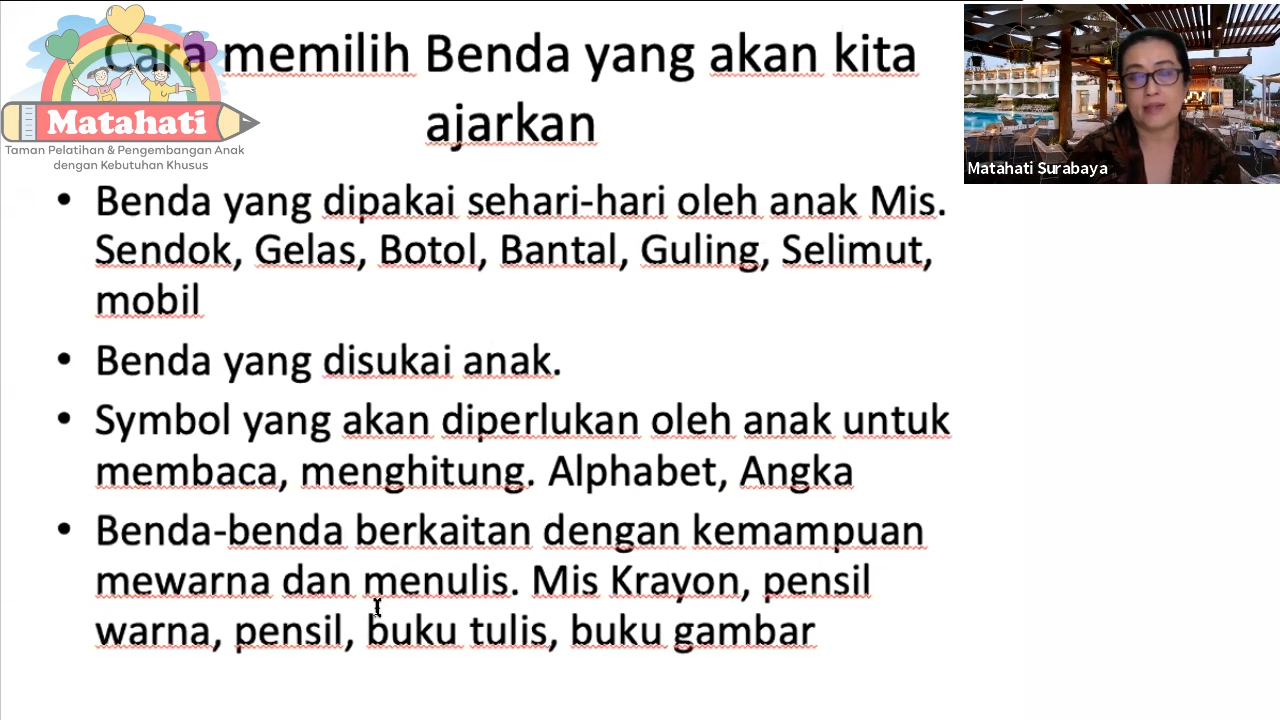 Cara memilih Benda yang akan kita
ajarkan
Matahati
Taman Pelatihan & Pengembangan Anak
dengan Kebutuhan Khusus
Matahati Surabaya
• Benda yang dipakai sehari-hari oleh anak Mis.
Sendok, Gelas, Botol, Bantal, Guling, Selimut,
mobil
• Benda yang disukai anak.
• Symbol yang akan diperlukan oleh anak untuk
membaca, menghitung. Alphabet, Angka
• Benda-benda berkaitan dengan kemampuan
mewarna dan menulis. Mis Krayon, pensil
warna, pensil, buku tulis, buku gambar